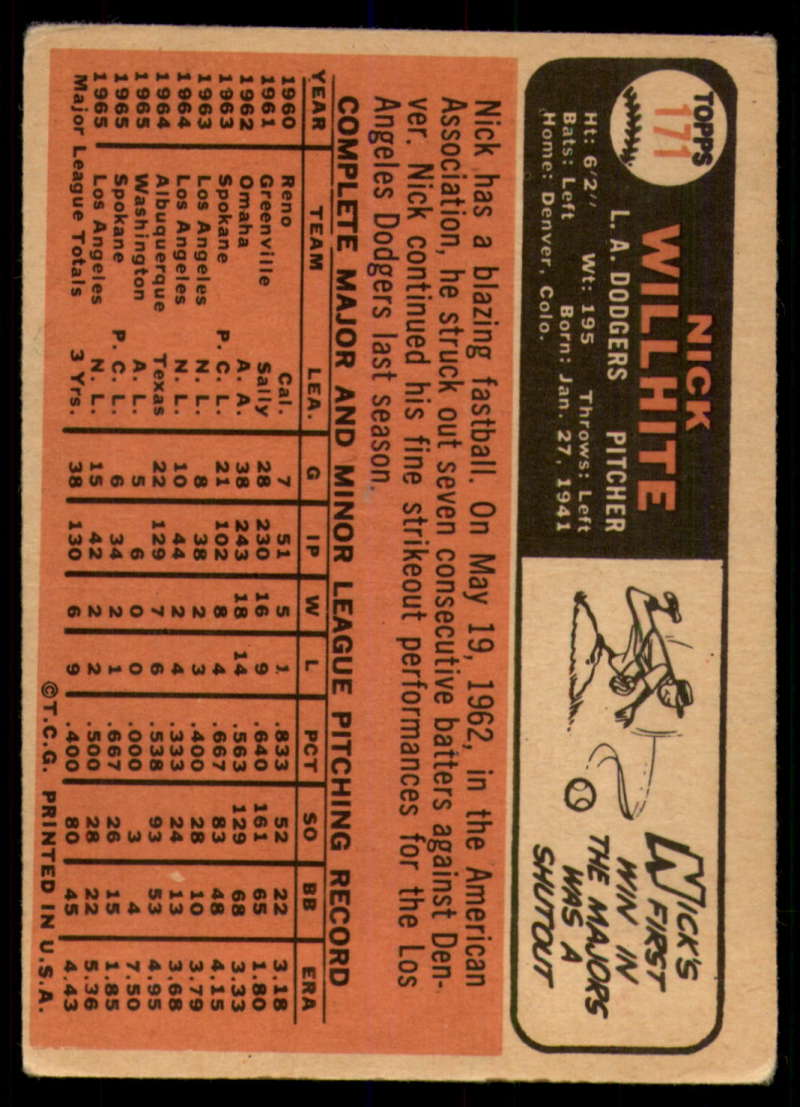 TOPPS
171
NICK
WILLHITE
L. A. DODGERS PITCHER
Ht: 6'2" Wt: 195 Throws: Left
Bats: Left Born: Jan. 27, 1941
Home: Denver, Colo.
NICK'S
FIRST
WIN IN
THE MAJORS
WAS A
SHUTOUT
Nick has a blazing fastball. On May 19, 1962, in the American
Association, he struck out seven consecutive batters against Den-
ver. Nick continued his fine strikeout performances for the Los
Angeles Dodgers last season.
COMPLETE MAJOR AND MINOR LEAGUE PITCHING RECORD
YEAR TEAM LEA. G IP W L PCT SO BB ERA
1960 Reno Cal. 7 51 5 1 .833 52 22 3.18
1961 Greenville Sally 28 230 16 9 .640 161 65 1.80
1962 Omaha A. A. 38 243 18 14 .563 129 68 3.33
1963 Spokane P. C. L. 21 102 8 4 .667 83 48 4.15
1963 Los Angeles N. L. 8 38 2 3 .400 28 10 3.79
1964 Los Angeles N. L. 10 44 2 4 .333 24 13 3.68
1964 Albuquerque Texas 22 129 7 6 .538 93 53 4.95
1965 Washington A. L. 5 6 0 0 .000 3 4 7.50
1965 Spokane P. C. L. 6 34 2 1 .667 26 15 1.85
1965 Los Angeles N. L. 15 42 2 2 .500 28 22 5.36
Major League Totals 3 Yrs. 38 130 6 9 .400 80 45 4.43
©T.C.G. PRINTED IN U.S.A.